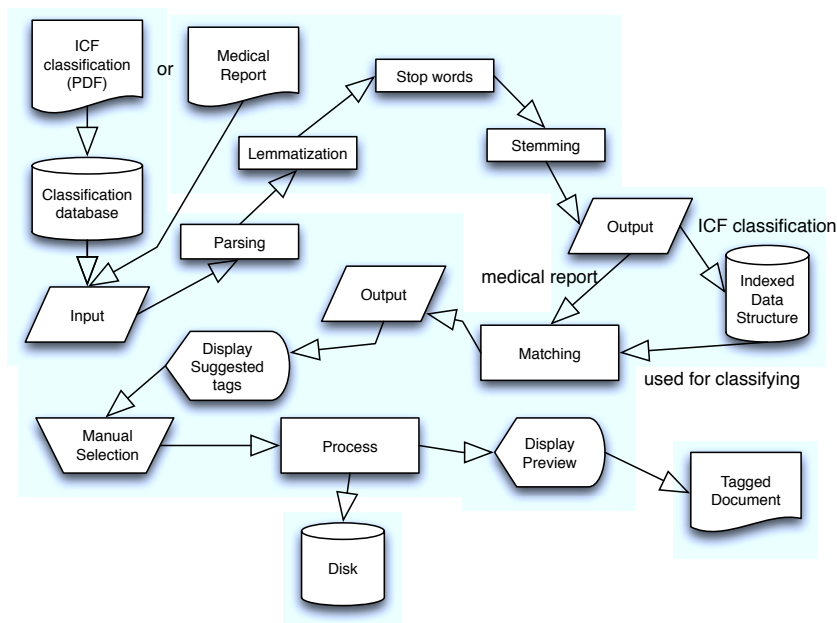 ICF
classification
(PDF)
or
Medical
Report
Stop words
Lemmatization
Stemming
Classification
database
Parsing
Output
ICF classification
medical report
Indexed
Data
Structure
Input
Output
Display
Suggested
tags
Matching
used for classifying
Manual
Selection
Process
Display
Preview
Tagged
Document
Disk